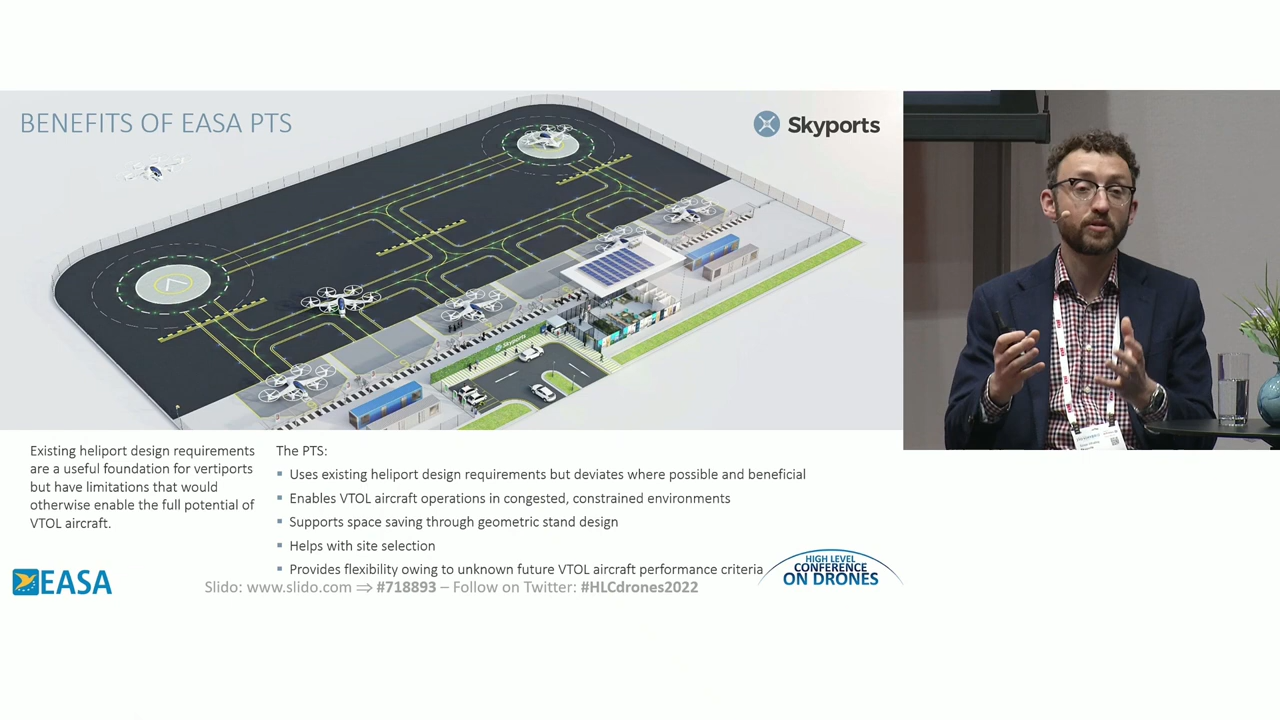 BENEFITS OF EASA PTS
Skyports
Skyports
Existing heliport design requirements
are a useful foundation for vertiports
but have limitations that would
otherwise enable the full potential of
VTOL aircraft.
The PTS:
▪ Uses existing heliport design requirements but deviates where possible and beneficial
▪ Enables VTOL aircraft operations in congested, constrained environments
▪ Supports space saving through geometric stand design
▪ Helps with site selection
▪ Provides flexibility owing to unknown future VTOL aircraft performance criteria
EASA
Slido: www.slido.com ⇒ #718893 – Follow on Twitter: #HLCdrones2022
HIGH LEVEL
CONFERENCE
ON DRONES